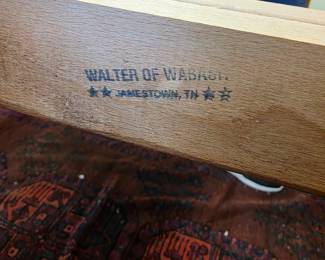 WALTER OF WABASH
★★ JAMESTOWN, TN ★☆